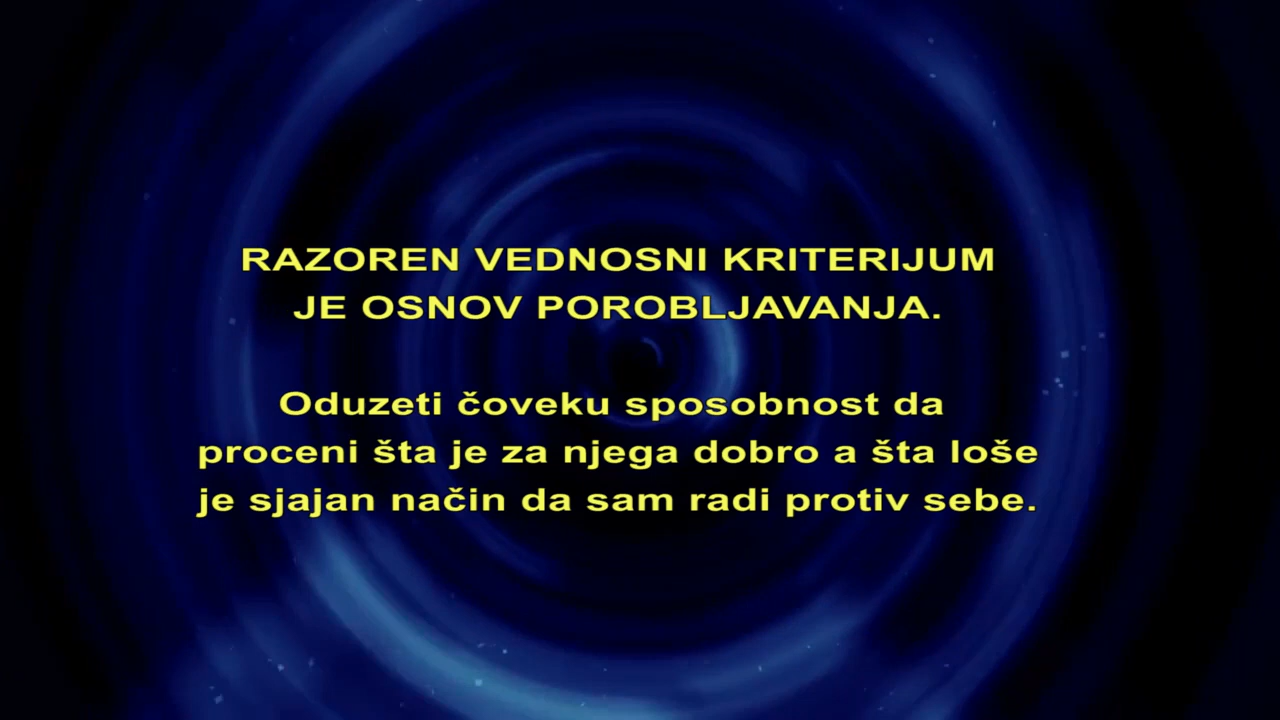 RAZOREN VEDNOSNI KRITERIJUM
JE OSNOV POROBLJAVANJA.
Oduzeti čoveku sposobnost da
proceni šta je za njega dobro a šta loše
je sjajan način da sam radi protiv sebe.